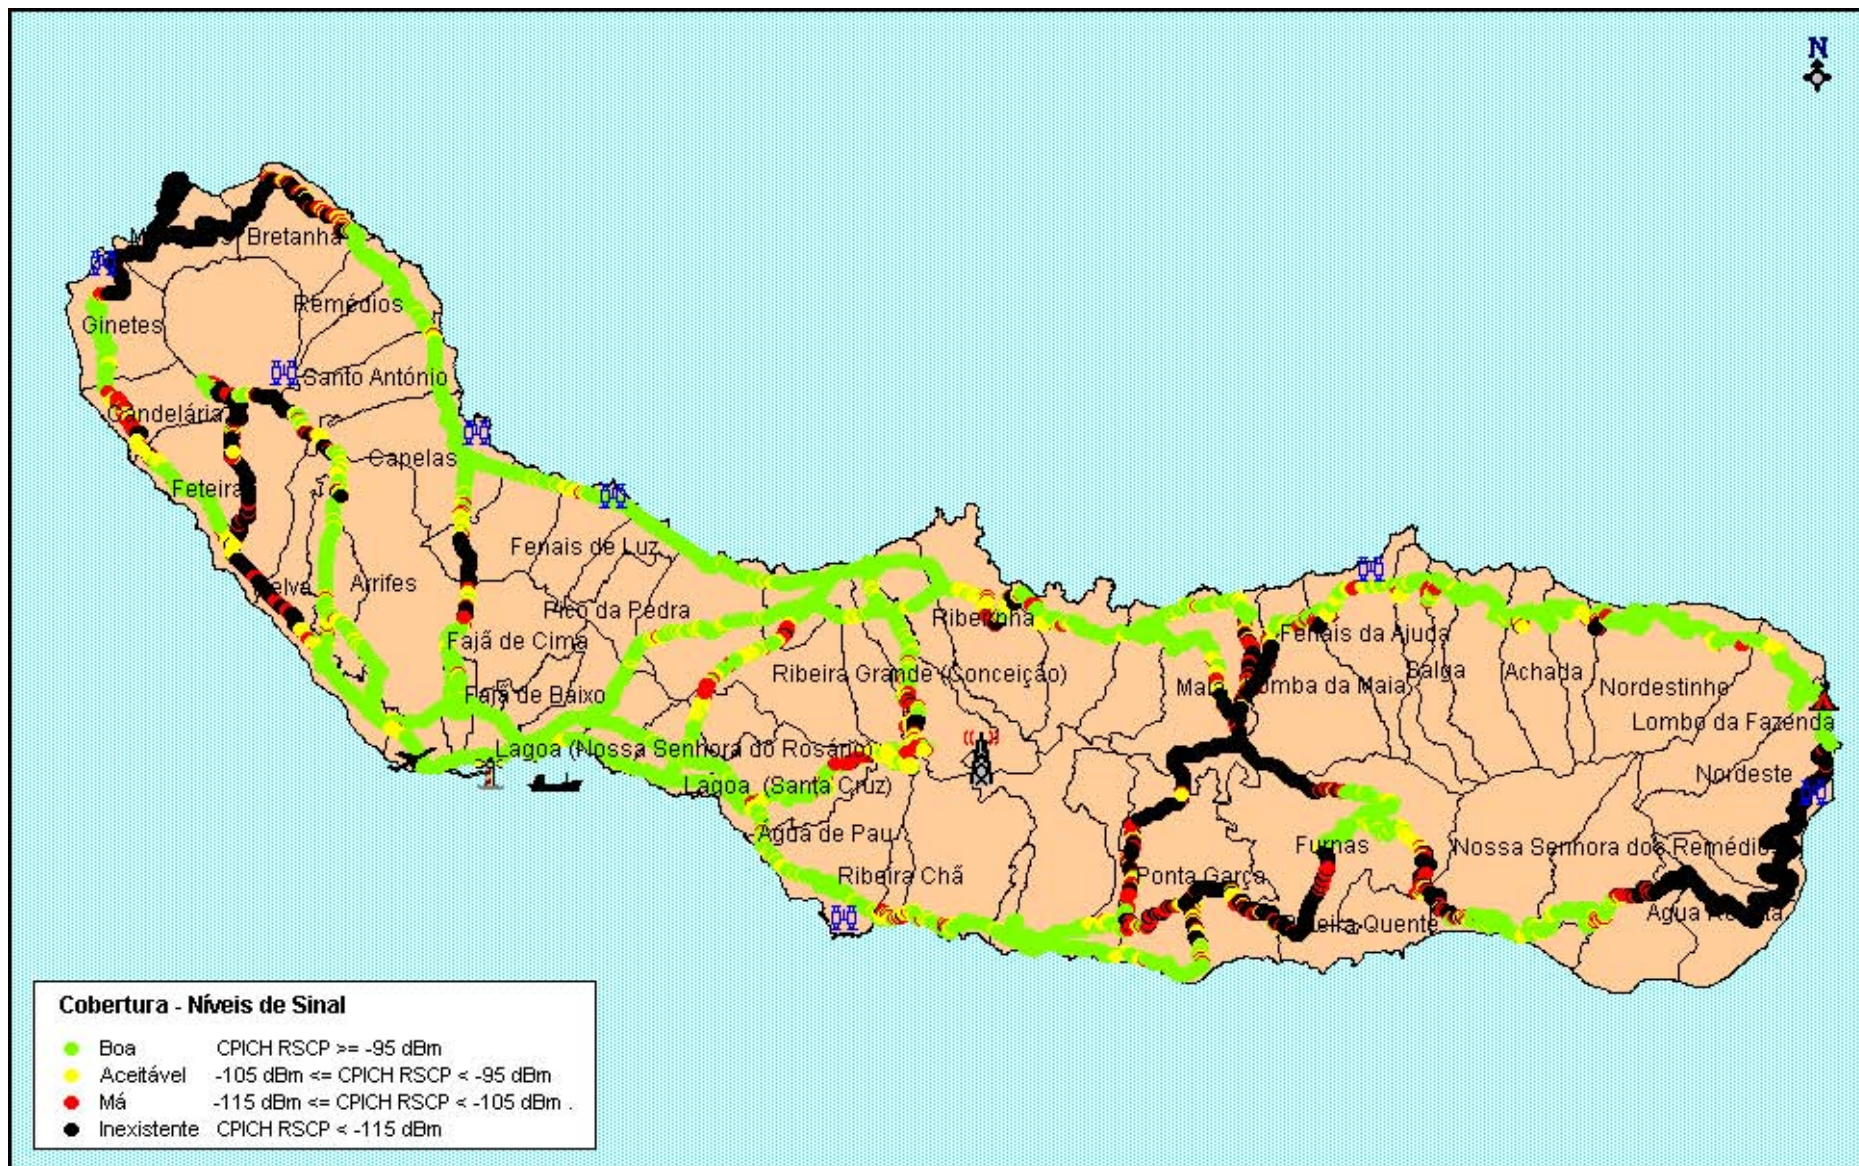 N
Bretanha
Remédios
Ginetes
Santo António
Candelária
Capelas
Feteira
Fenais de Luz
Arrifes
Pico da Pedra
Ribeirinha
Fajã de Cima
Fenais da Ajuda
Ribeira Grande (Conceição)
Salga
Achada
Maia
Lomba da Maia
Nordestinho
Fajã de Baixo
Lombo da Fazenda
Lagoa (Nossa Senhora do Rosário)
Nordeste
Lagoa (Santa Cruz)
Agua de Pau
Furnas
Nossa Senhora dos Remédios
Ribeira Chã
Ponta Garça
Ribeira Quente
Cobertura - Níveis de Sinal
Boa CPICH RSCP >= -95 dBm
Aceitável -105 dBm <= CPICH RSCP < -95 dBm
Má -115 dBm <= CPICH RSCP < -105 dBm .
Inexistente CPICH RSCP < -115 dBm